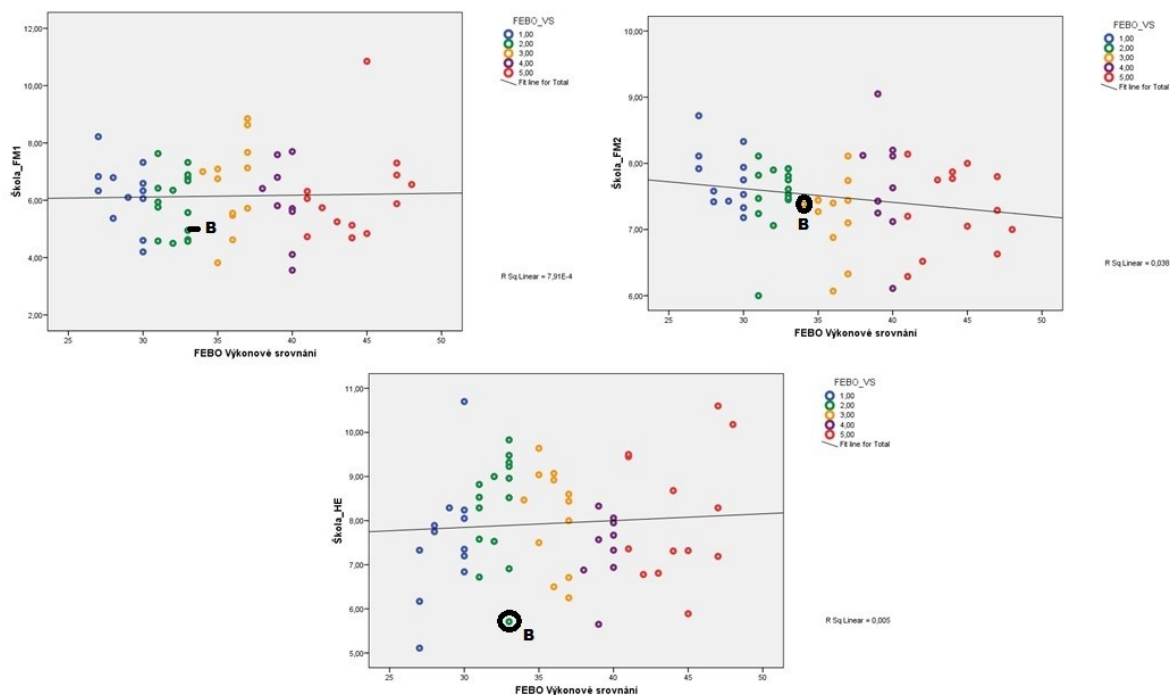 FEBO_VS
1,00
2,00
3,00
4,00
5,00
Fit line for Total
12,00
10,00
8,00
6,00
4,00
2,00
Škola_FM1
B
R Sq Linear = 7,91E-4
25 30 35 40 45 50
FEBO Výkonové srovnání
FEBO_VS
1,00
2,00
3,00
4,00
5,00
Fit line for Total
10,00
9,00
8,00
7,00
6,00
Škola_FM2
B
R Sq Linear = 0,038
25 30 35 40 45 50
FEBO Výkonové srovnání
FEBO_VS
1,00
2,00
3,00
4,00
5,00
Fit line for Total
11,00
10,00
9,00
8,00
7,00
6,00
5,00
Škola_HE
B
R Sq Linear = 0,005
25 30 35 40 45 50
FEBO Výkonové srovnání